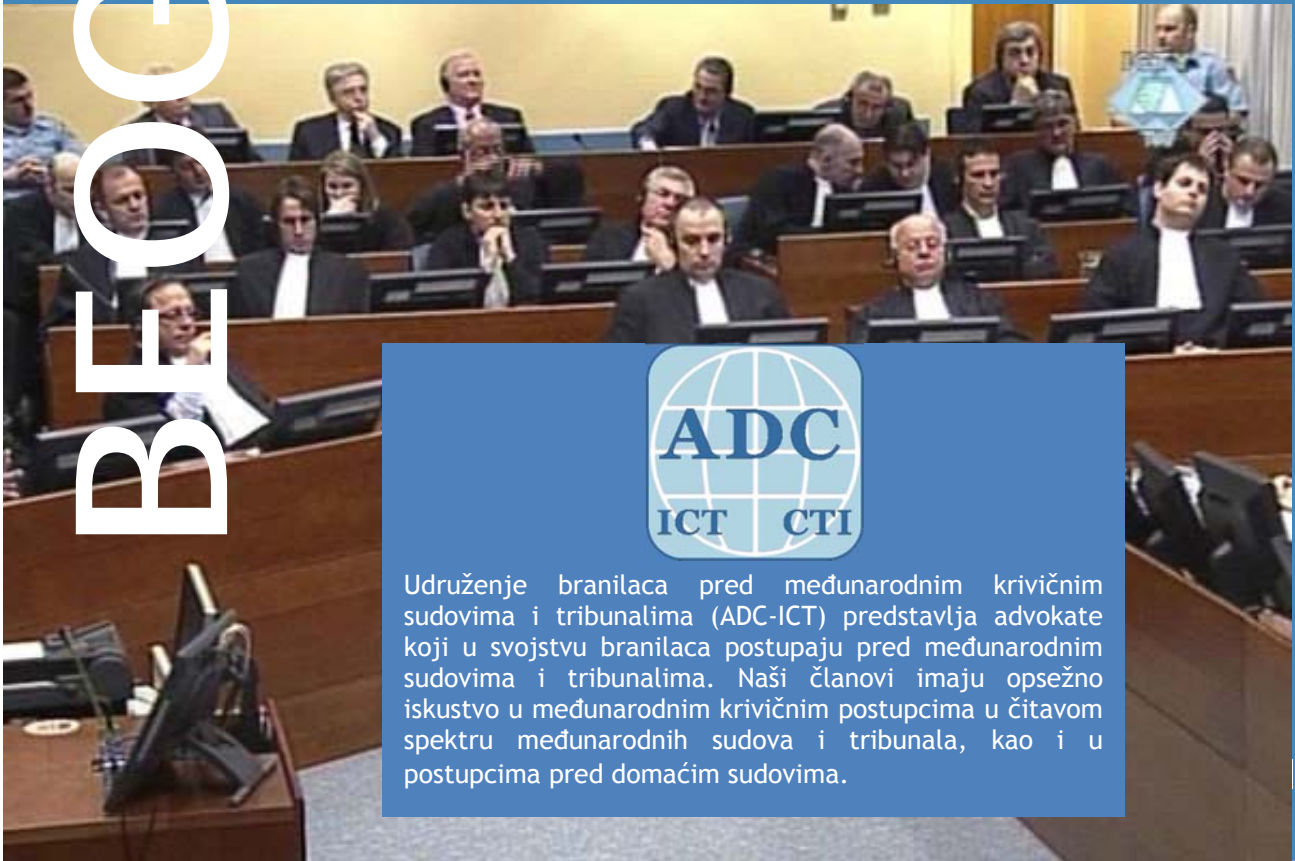 BEOG
ADC
ICT CTI
Udruženje branilaca pred međunarodnim krivičnim
sudovima i tribunalima (ADC-ICT) predstavlja advokate
koji u svojstvu branilaca postupaju pred međunarodnim
sudovima i tribunalima. Naši članovi imaju opsežno
iskustvo u međunarodnim krivičnim postupcima u čitavom
spektru međunarodnih sudova i tribunala, kao i u
postupcima pred domaćim sudovima.